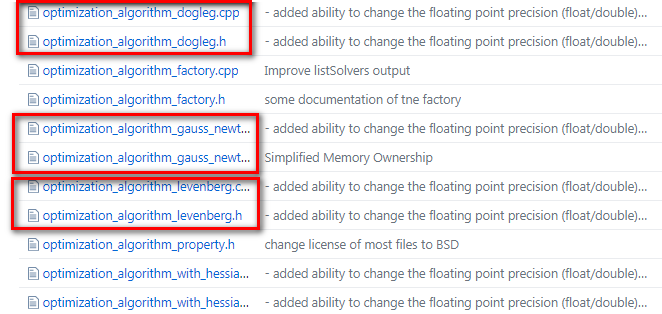 optimization_algorithm_dogleg.cpp - added ability to change the floating point precision (float/double)...
optimization_algorithm_dogleg.h - added ability to change the floating point precision (float/double)...
optimization_algorithm_factory.cpp Improve listSolvers output
optimization_algorithm_factory.h some documentation of tne factory
optimization_algorithm_gauss_newt... - added ability to change the floating point precision (float/double)...
optimization_algorithm_gauss_newt... Simplified Memory Ownership
optimization_algorithm_levenberg.c... - added ability to change the floating point precision (float/double)...
optimization_algorithm_levenberg.h - added ability to change the floating point precision (float/double)...
optimization_algorithm_property.h change license of most files to BSD
optimization_algorithm_with_hessia... - added ability to change the floating point precision (float/double)...
optimization_algorithm_with_hessia... - added ability to change the floating point precision (float/double)...